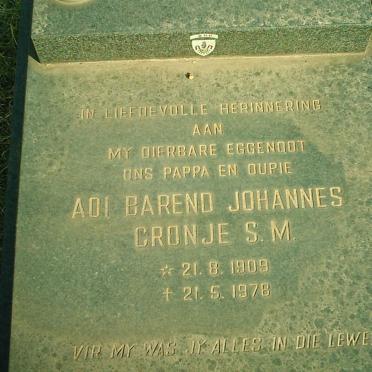 IN LIEFDEVOLLE HERINNERING
AAN
MY DIERBARE EGGENOOT
ONS PAPPA EN OUPIE
ADI BAREND JOHANNES
CRONJE S.M.
☆ 21. 8. 1909
✝ 21. 5. 1978
VIR MY WAS JY ALLES IN DIE LEWE